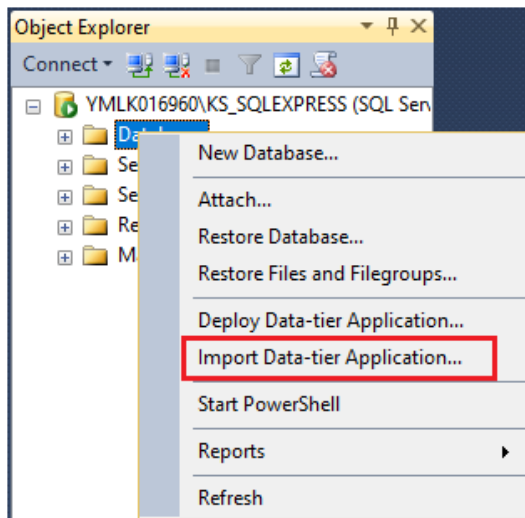 Object Explorer
Connect
YMLK016960\KS_SQLEXPRESS (SQL Ser
New Database...
Attach...
Restore Database...
Restore Files and Filegroups...
Deploy Data-tier Application...
Import Data-tier Application...
Start PowerShell
Reports
Refresh